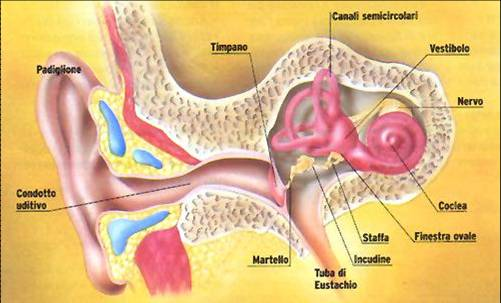 Canali semicircolari
Timpano
Vestibolo
Padiglione
Nervo
Condotto
uditivo
Coclea
Staffa
Finestra ovale
Martello
Incudine
Tuba di
Eustachio